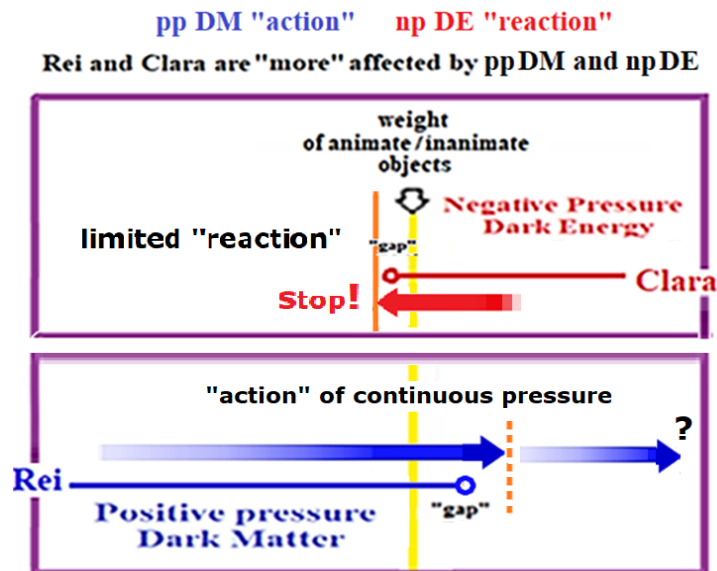 pp DM "action" np DE "reaction"
Rei and Clara are "more" affected by pp DM and np DE
weight
of animate/inanimate
objects
Negative Pressure
Dark Energy
limited "reaction"
"gap"
Clara
Stop!
"action" of continuous pressure
?
Rei
"gap"
Positive pressure
Dark Matter